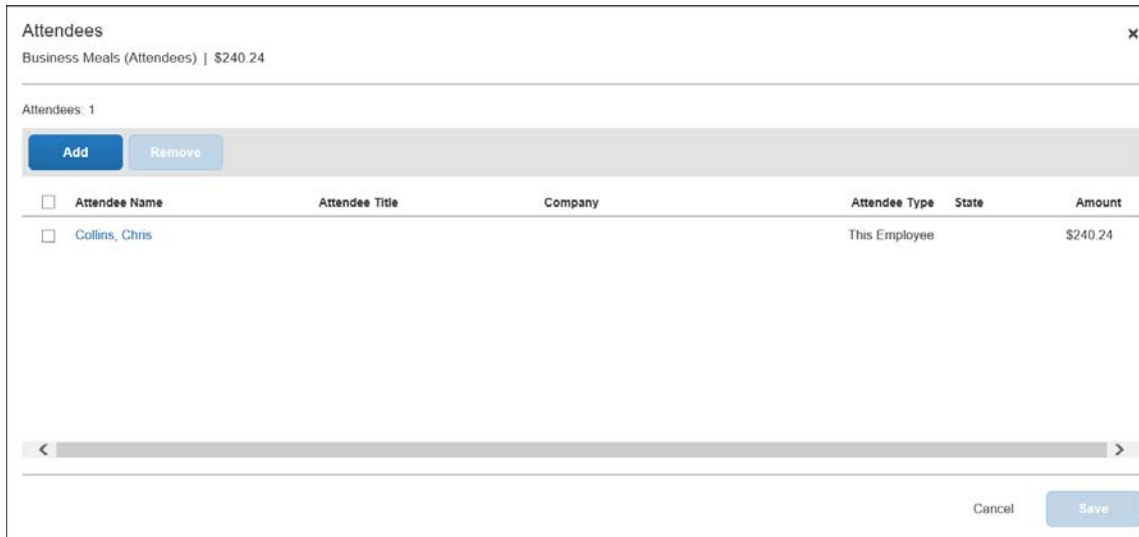 Attendees
Business Meals (Attendees) | $240.24
Attendees: 1
Add Remove
Attendee Name Attendee Title Company Attendee Type State Amount
Collins, Chris This Employee $240.24
Cancel Save